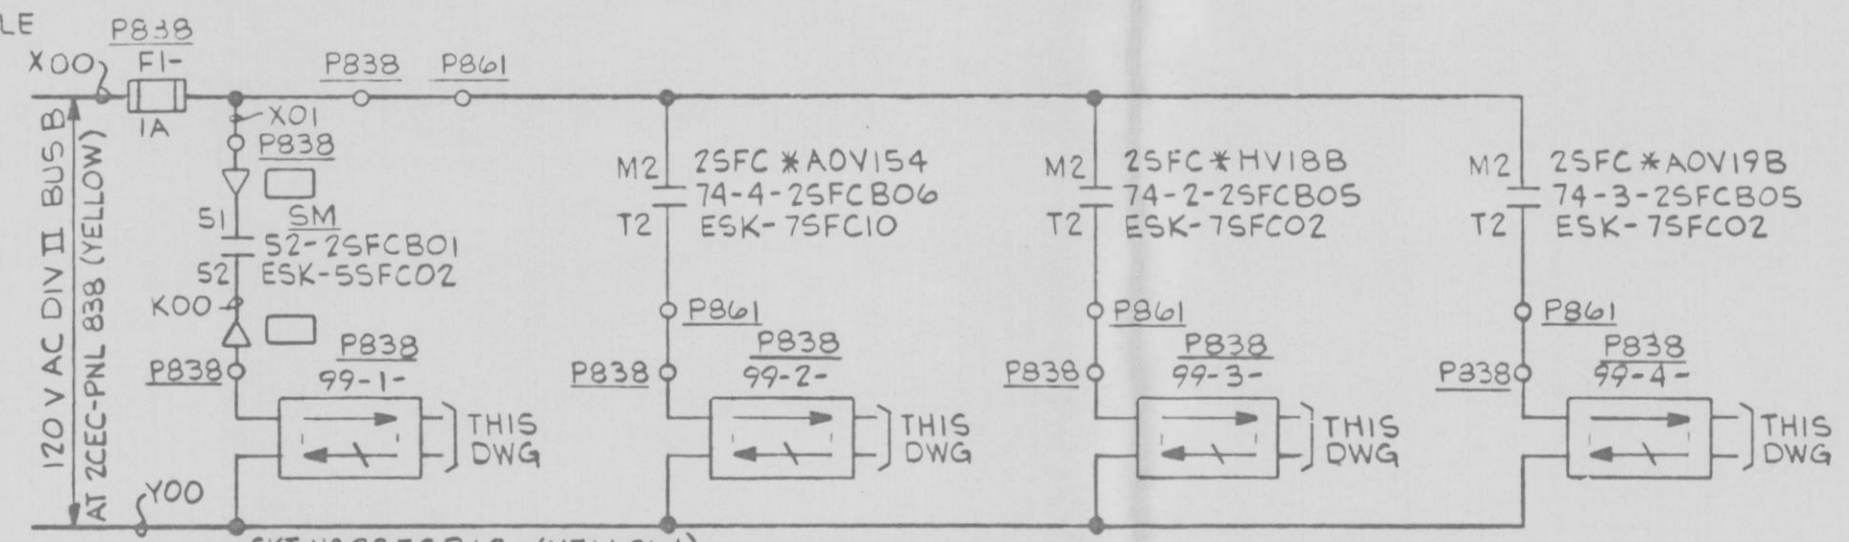 LE
P838
X00
F1-
1A
P838
P861
X01
P838
S1
SM
52-2SFCB01
S2
ESK-5SFC02
K00
P838
99-1-
P838
THIS
DWG
120 V AC DIV II BUS B
AT 2CEC-PNL 838 (YELLOW)
Y00
M2
2SFC*AOV154
74-4-2SFCB06
T2
ESK-7SFC10
P861
P838
99-2-
P838
THIS
DWG
M2
2SFC*HV18B
74-2-2SFCB05
T2
ESK-7SFC02
P861
P838
99-3-
P838
THIS
DWG
M2
2SFC*AOV19B
74-3-2SFCB05
T2
ESK-7SFC02
P861
P838
99-4-
P838
THIS
DWG
(YELLOW)